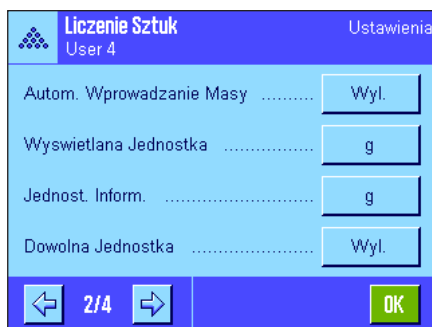 Liczenie Sztuk
Ustawienia
User 4
Autom. Wprowadzanie Masy .......... Wyl.
Wyswietlana Jednostka ................. g
Jednost. Inform. ............................ g
Dowolna Jednostka ...................... Wyl.
2/4
OK